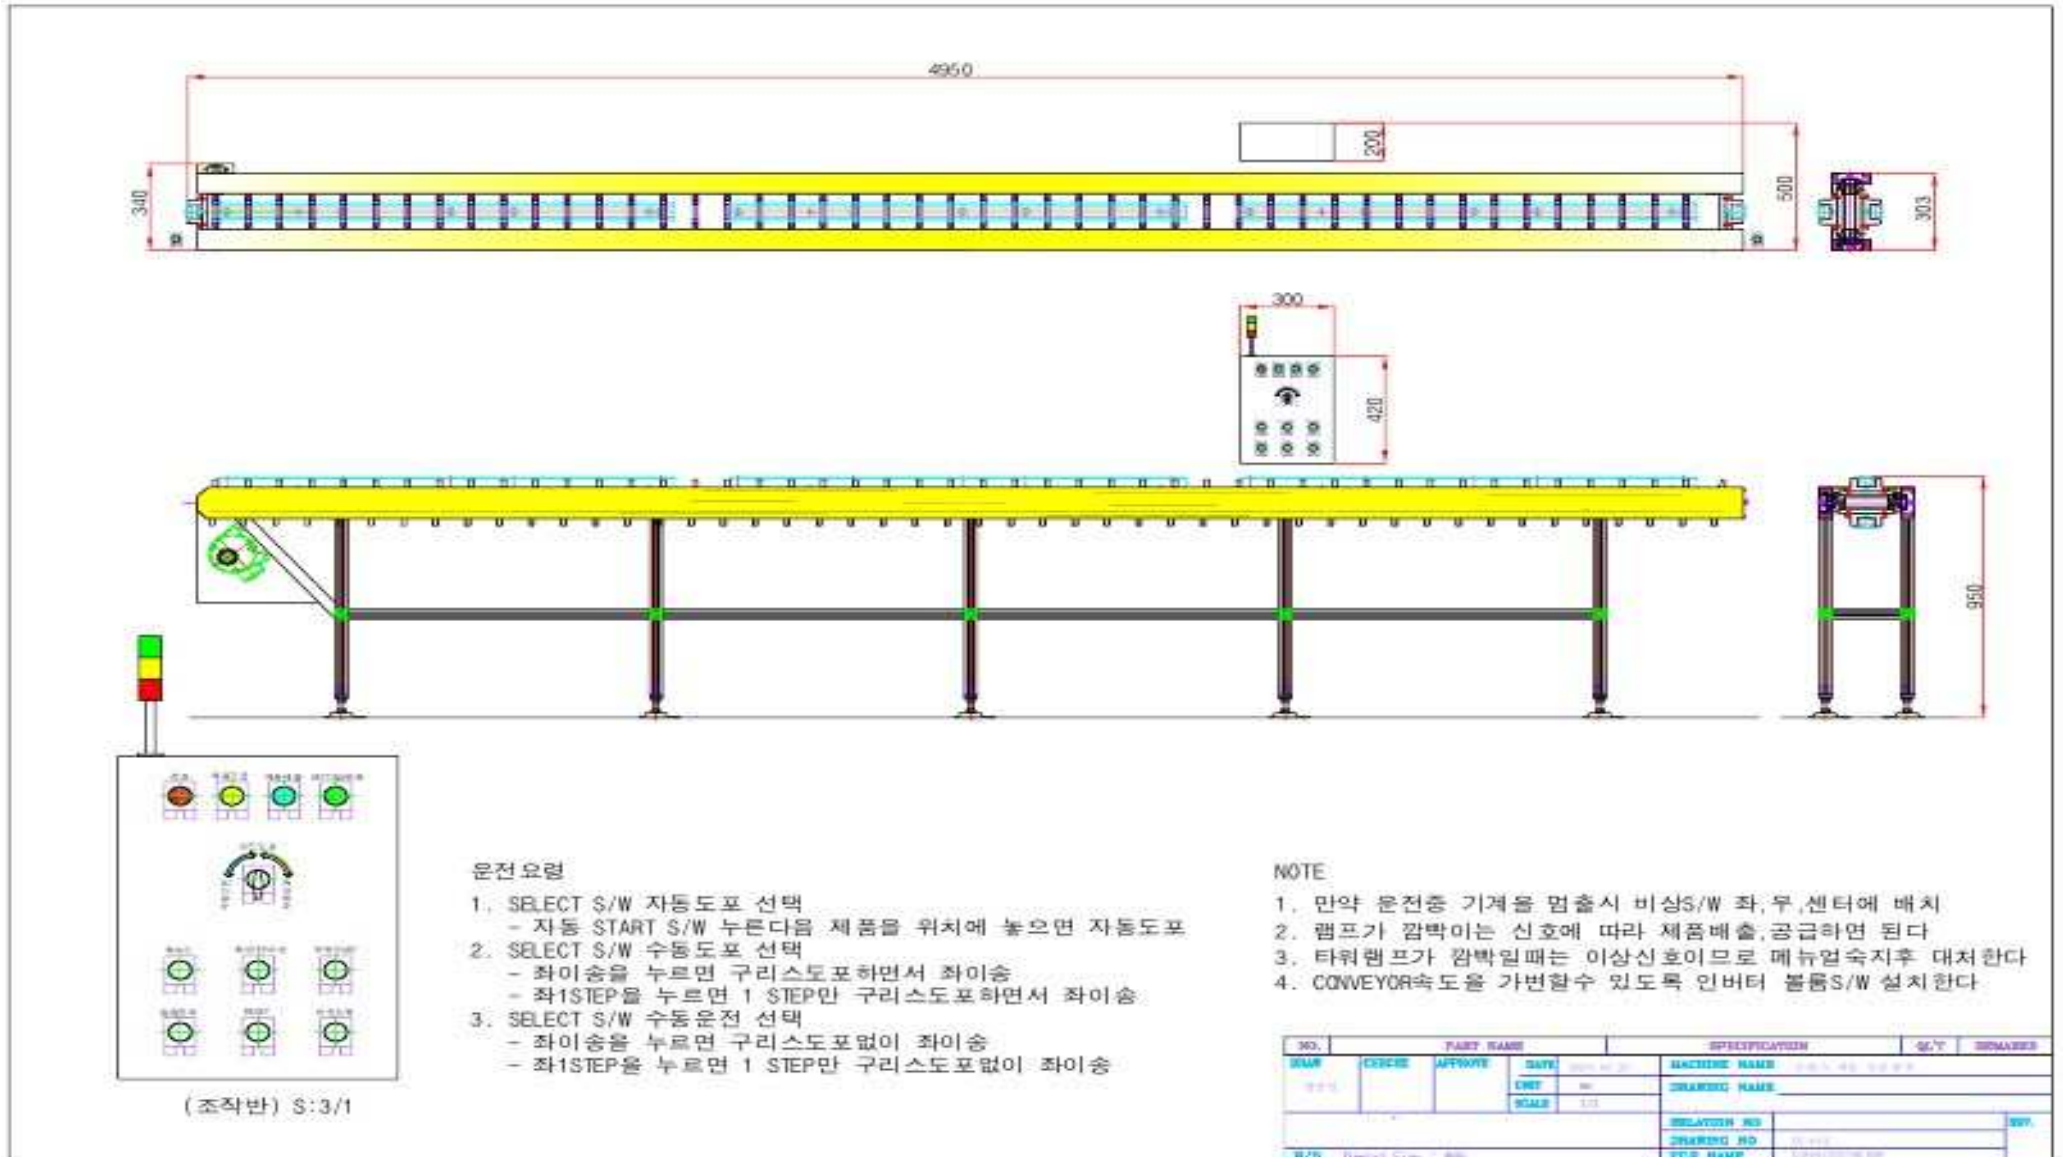 4950
200
340
500
303
300
420
950
운전요령
1. SELECT S/W 자동도포 선택
- 자동 START S/W 누른다음 제품을 위치에 놓으면 자동도포
2. SELECT S/W 수동도포 선택
- 좌이송을 누르면 구리스도포하면서 좌이송
- 좌1STEP을 누르면 1 STEP만 구리스도포하면서 좌이송
3. SELECT S/W 수동운전 선택
- 좌이송을 누르면 구리스도포없이 좌이송
- 좌1STEP을 누르면 1 STEP만 구리스도포없이 좌이송
NOTE
1. 만약 운전중 기계을 멈출시 비상S/W 좌,우,센터에 배치
2. 램프가 깜박이는 신호에 따라 제품배출,공급하면 된다
3. 타워램프가 깜박일때는 이상신호이므로 메뉴얼숙지후 대처한다
4. CONVEYOR속도을 가변할수 있도록 인버터 볼륨S/W 설치한다
(조작반) S:3/1
NO. PART NAME SPECIFICATION Q'L'Y REMARKS
DRAW CHECKE APPROVE DATE MACHINE NAME
UNIT DRAWING NAME
SCALE
RELATION NO REV.
DRAWING NO